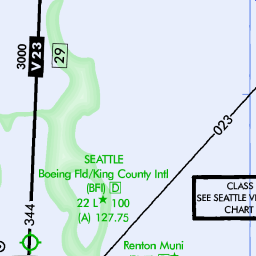 3000
V 23
29
023
SEATTLE
Boeing Fld/King County Intl
(BFI) D
22 L 100
(A) 127.75
344
CLASS
SEE SEATTLE
CHART
Renton Muni